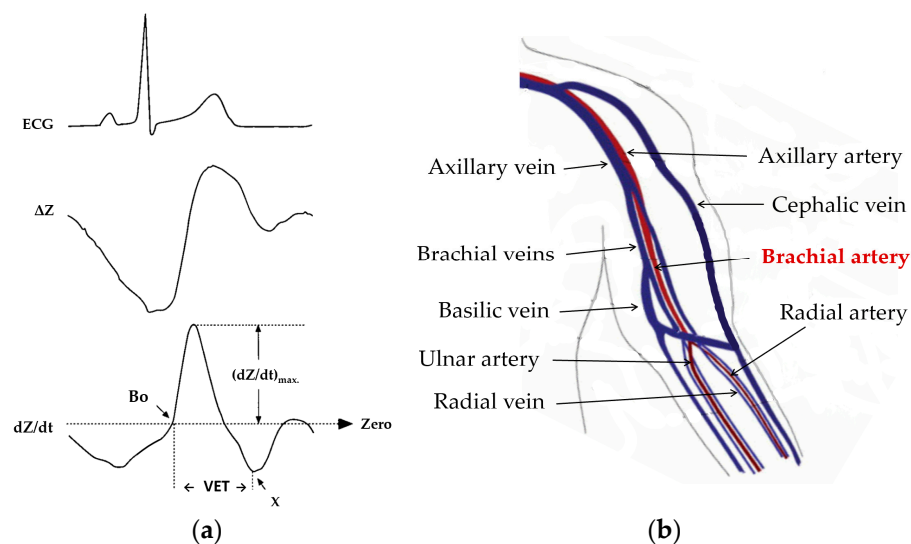 ECG
ΔZ
(dZ/dt)max.
Bo
dZ/dt
Zero
← VET →
X
(a)
Axillary vein
Axillary artery
Cephalic vein
Brachial veins
Brachial artery
Basilic vein
Radial artery
Ulnar artery
Radial vein
(b)